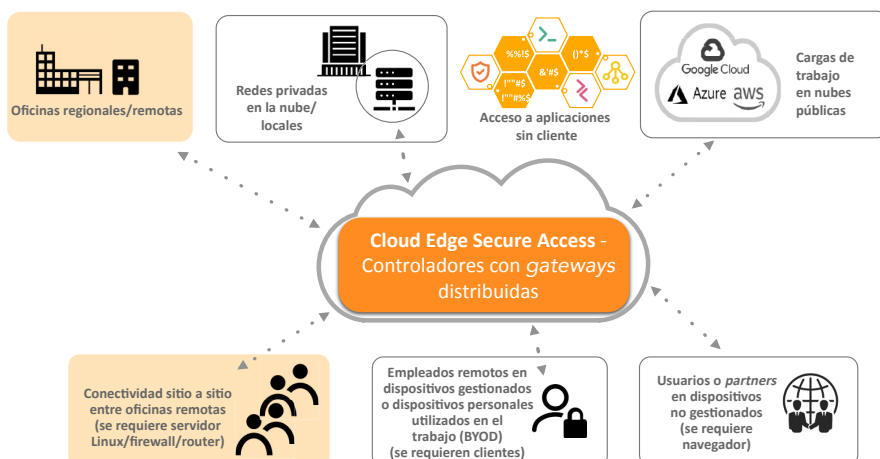 Oficinas regionales/remotas
Redes privadas
en la nube/
locales
%%!$
()*$
&'#$
!""#$
!""#%$
Acceso a aplicaciones
sin cliente
Google Cloud
Azure
aws
Cargas de
trabajo
en nubes
públicas
Cloud Edge Secure Access -
Controladores con gateways
distribuidas
Conectividad sitio a sitio
entre oficinas remotas
(se requiere servidor
Linux/firewall/router)
Empleados remotos en
dispositivos gestionados
o dispositivos personales
utilizados en el
trabajo (BYOD)
(se requieren clientes)
Usuarios o partners
en dispositivos
no gestionados
(se requiere
navegador)